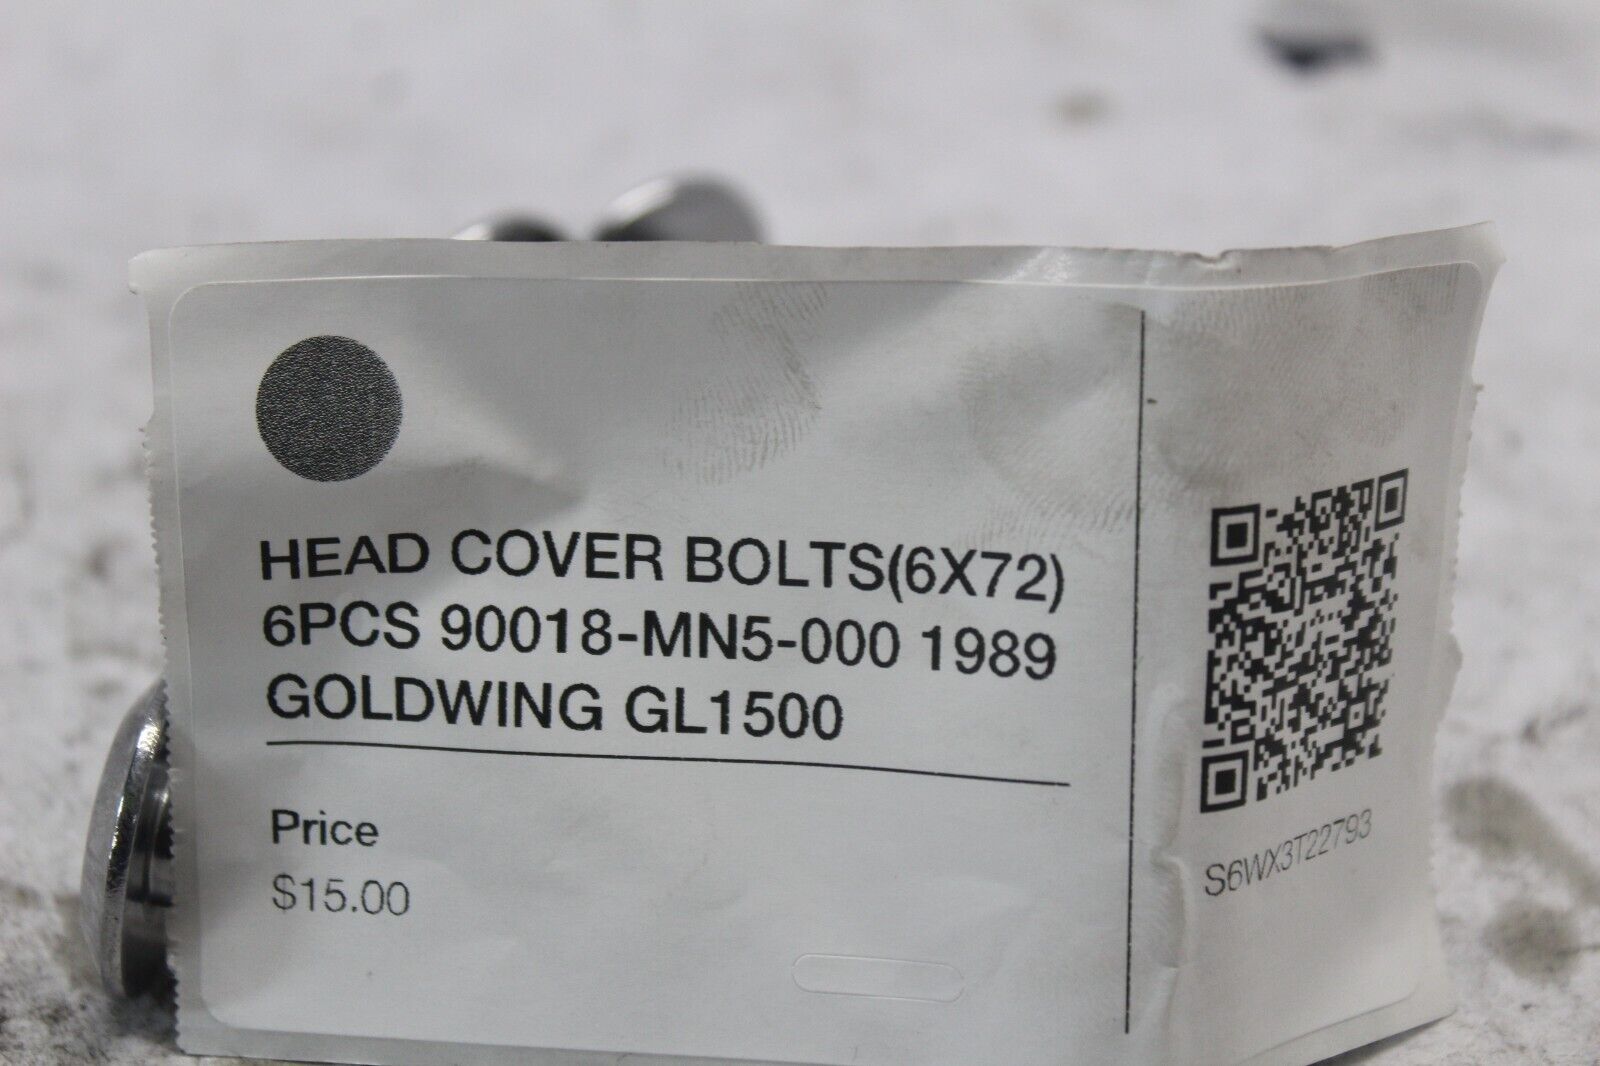 HEAD COVER BOLTS(6X72)
6PCS 90018-MN5-000 1989
GOLDWING GL1500
Price
$15.00
S6WX3T22793